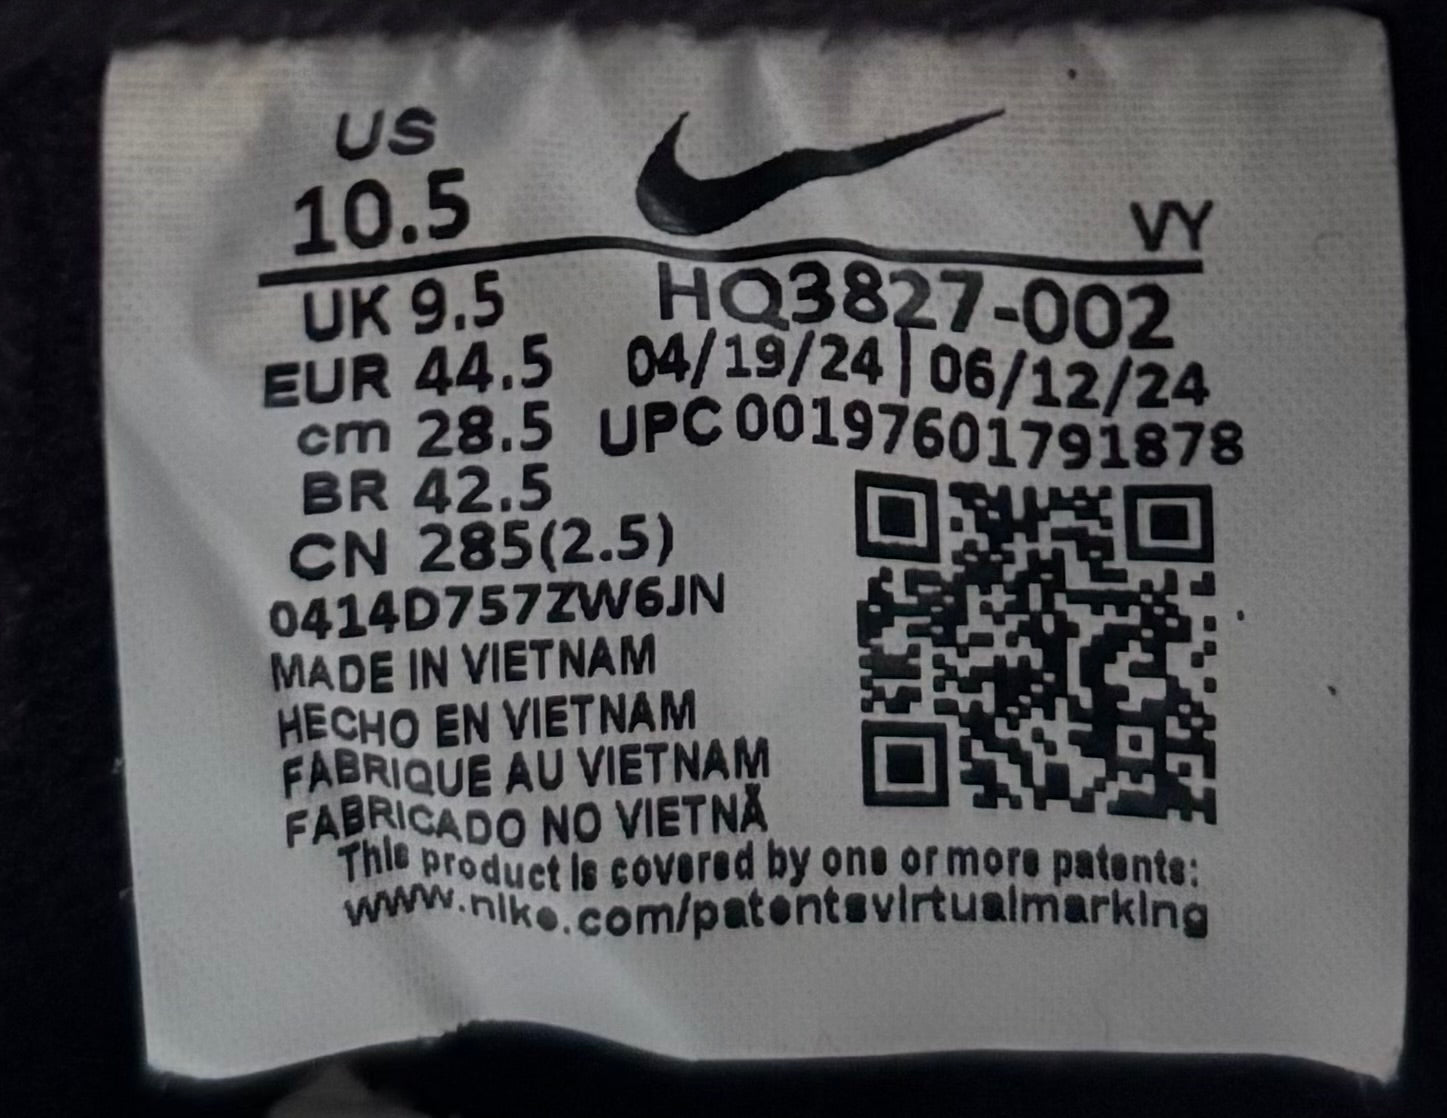 US
10.5
VY
UK 9.5
HQ3827-002
EUR 44.5
04/19/24 | 06/12/24
cm 28.5
UPC 00197601791878
BR 42.5
CN 285(2.5)
0414D757ZW6JN
MADE IN VIETNAM
HECHO EN VIETNAM
FABRIQUE AU VIETNAM
FABRICADO NO VIETNÃ
This product is covered by one or more patents:
www.nike.com/patentsvirtualmarking